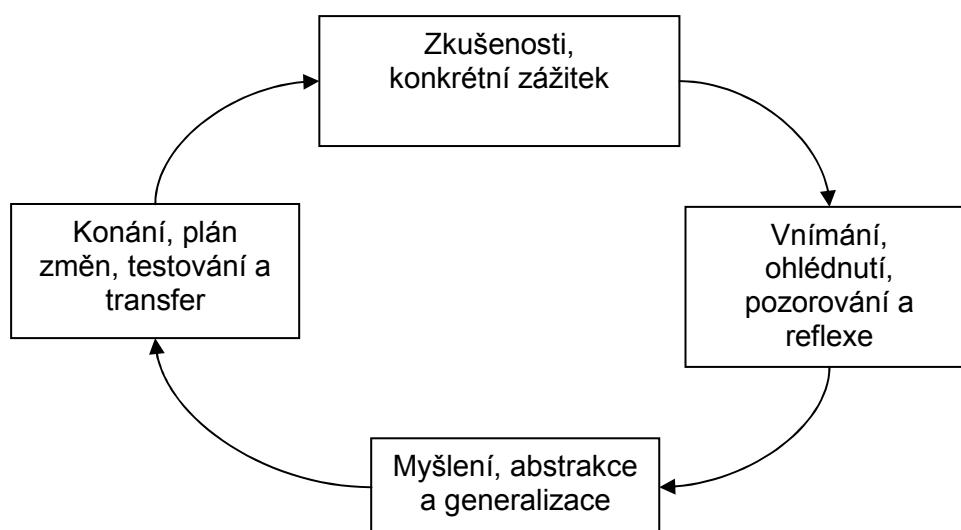 Zkušenosti,
konkrétní zážitek
Konání, plán
změn, testování a
transfer
Vnímání,
ohlédnutí,
pozorování a
reflexe
Myšlení, abstrakce
a generalizace